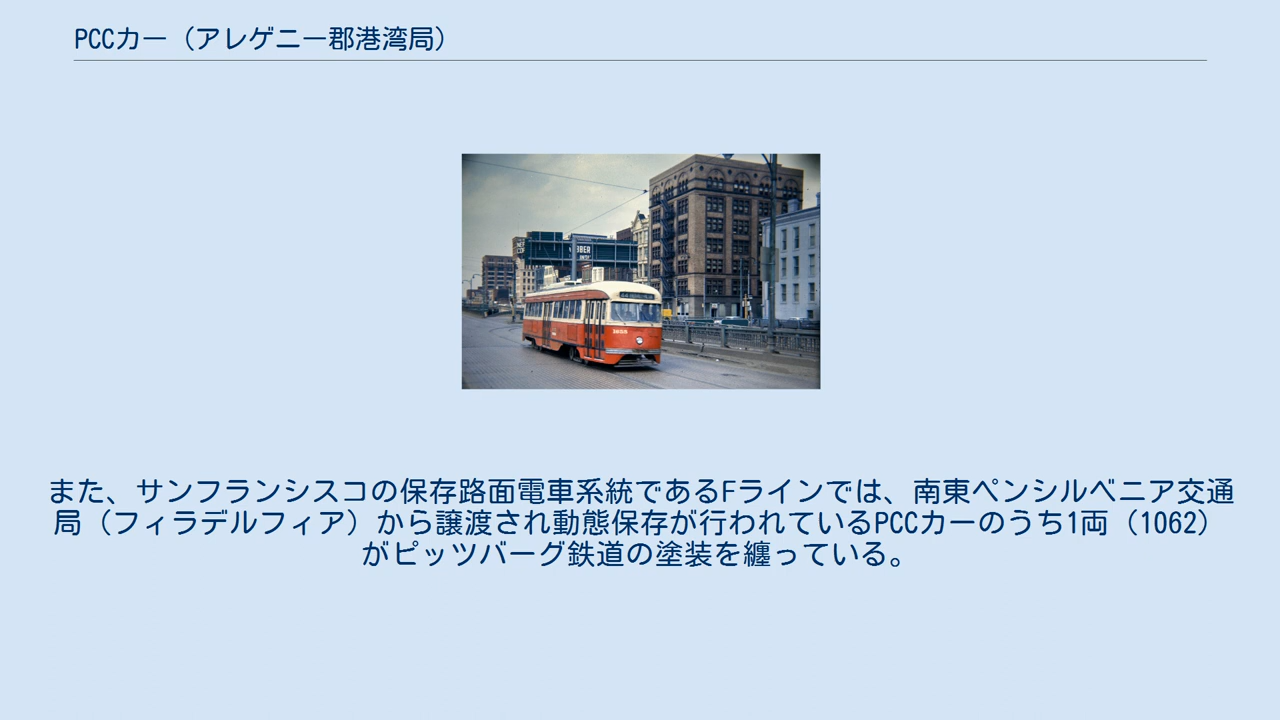 PCCカー（アレゲニー郡港湾局）
また、サンフランシスコの保存路面電車系統であるFラインでは、南東ペンシルベニア交通
局（フィラデルフィア）から譲渡され動態保存が行われているPCCカーのうち1両（1062）
がピッツバーグ鉄道の塗装を纏っている。